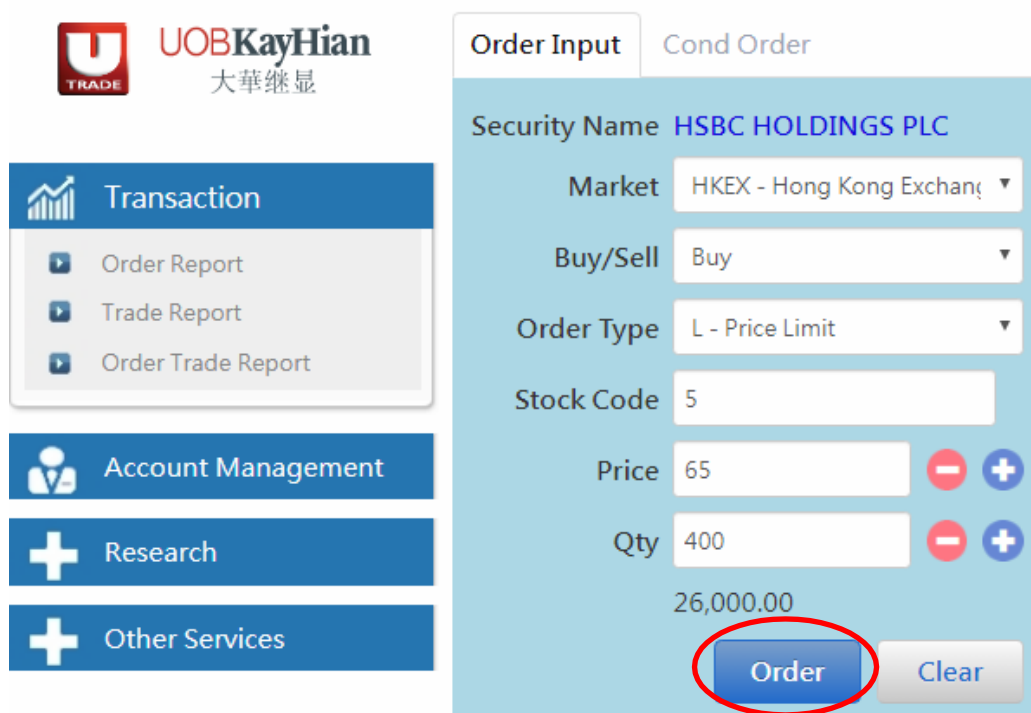 U
TRADE
UOBKayHian
大華继显
Transaction
Order Report
Trade Report
Order Trade Report
Account Management
Research
Other Services
Order Input
Cond Order
Security Name HSBC HOLDINGS PLC
Market HKEX - Hong Kong Exchang
Buy/Sell Buy
Order Type L - Price Limit
Stock Code 5
Price 65
Qty 400
26,000.00
Order
Clear